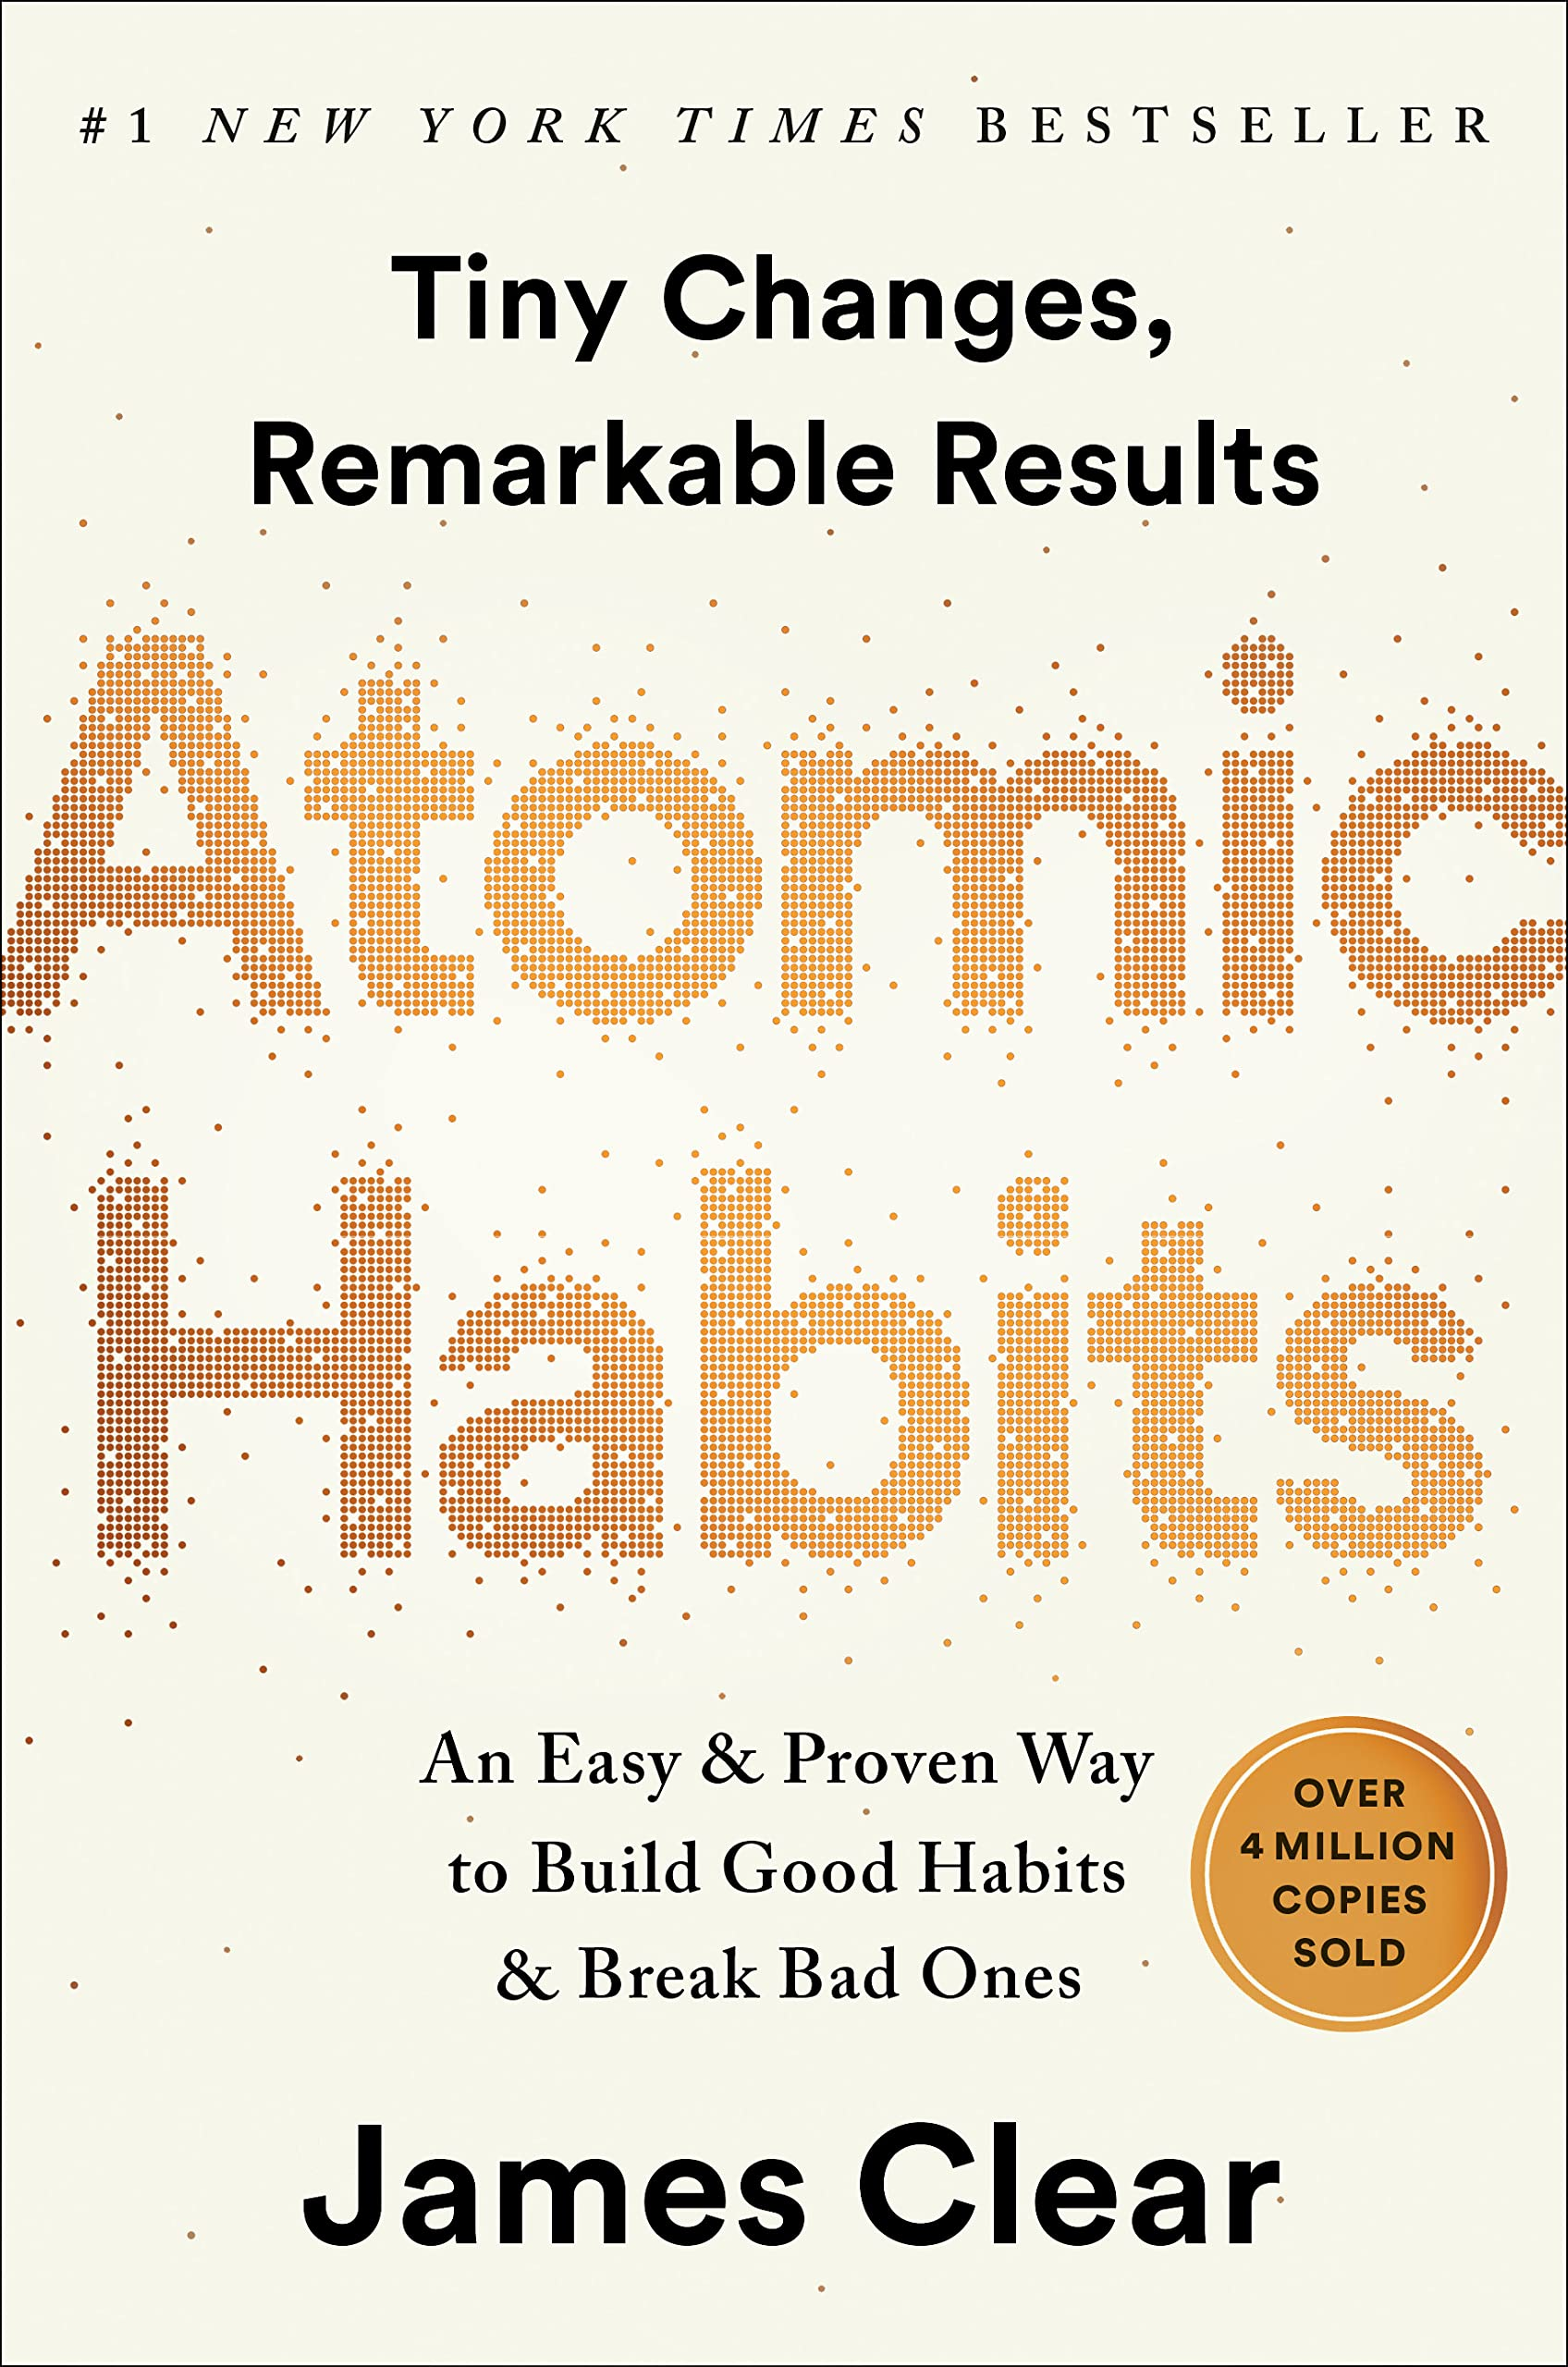 #1 NEW YORK TIMES BESTSELLER
Tiny Changes,
Remarkable Results
Atomic
Habits
An Easy & Proven Way
to Build Good Habits
& Break Bad Ones
OVER
4 MILLION
COPIES
SOLD
James Clear